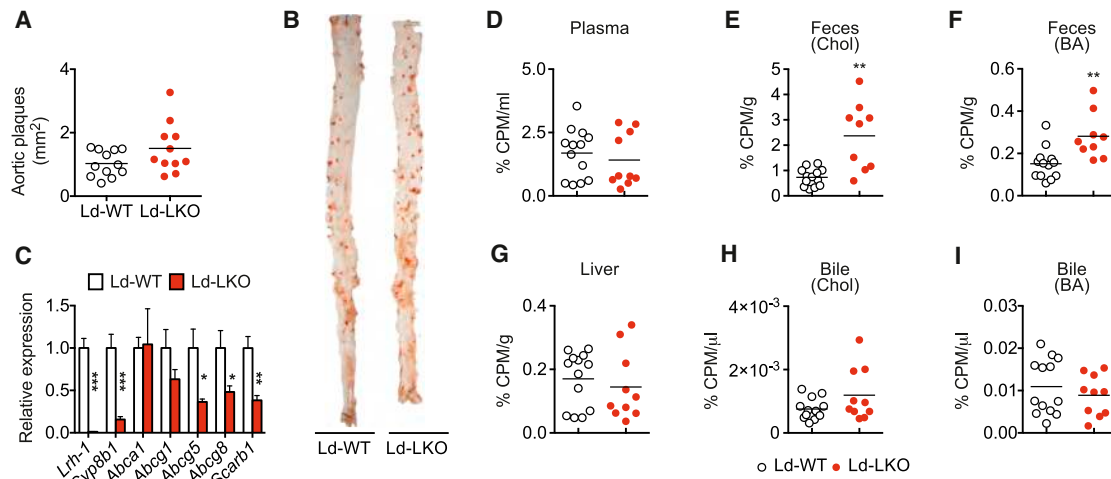 A
Aortic plaques
(mm²)
4
2
0
Ld-WT Ld-LKO
B
Ld-WT Ld-LKO
C
Ld-WT Ld-LKO
Relative expression
1.5
1.0
0.5
0.0
*** *** * * **
Lrh-1
Cyp8b1
Abca1
Abcg1
Abcg5
Abcg8
Scarb1
D
Plasma
% CPM/ml
5.0
2.5
0.0
E
Feces
(Chol)
% CPM/g
5
4
3
2
1
0
**
F
Feces
(BA)
% CPM/g
0.6
0.4
0.2
0.0
**
G
Liver
% CPM/g
0.4
0.2
0.0
H
Bile
(Chol)
% CPM/µl
4×10⁻³
2×10⁻³
0
I
Bile
(BA)
% CPM/µl
0.03
0.02
0.01
0.00
Ld-WT Ld-LKO